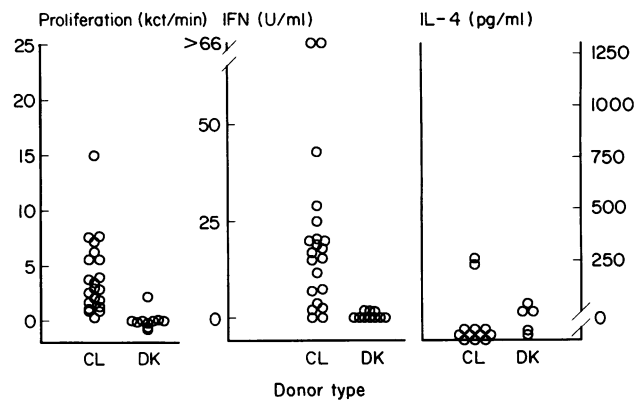 Proliferation (kct/min) IFN (U/ml) IL-4 (pg/ml)
25 >66 1250
20 1000
50
15 750
10 500
25
5 250
0 0 0
CL DK CL DK CL DK
Donor type